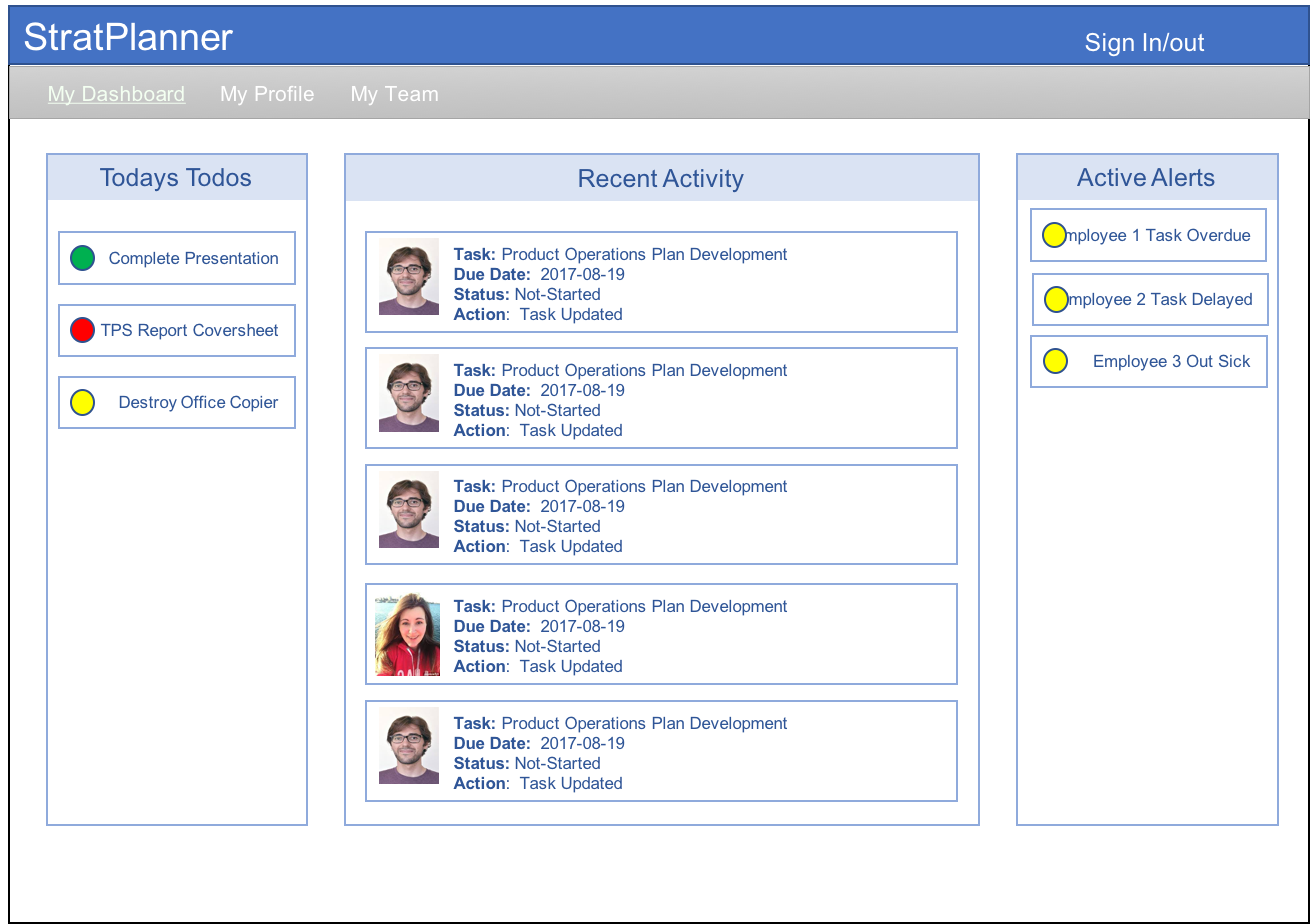 StratPlanner
Sign In/out
My Dashboard My Profile My Team
Todays Todos
Complete Presentation
TPS Report Coversheet
Destroy Office Copier
Recent Activity
Task: Product Operations Plan Development
Due Date: 2017-08-19
Status: Not-Started
Action: Task Updated
Task: Product Operations Plan Development
Due Date: 2017-08-19
Status: Not-Started
Action: Task Updated
Task: Product Operations Plan Development
Due Date: 2017-08-19
Status: Not-Started
Action: Task Updated
Task: Product Operations Plan Development
Due Date: 2017-08-19
Status: Not-Started
Action: Task Updated
Task: Product Operations Plan Development
Due Date: 2017-08-19
Status: Not-Started
Action: Task Updated
Active Alerts
mployee 1 Task Overdue
mployee 2 Task Delayed
Employee 3 Out Sick